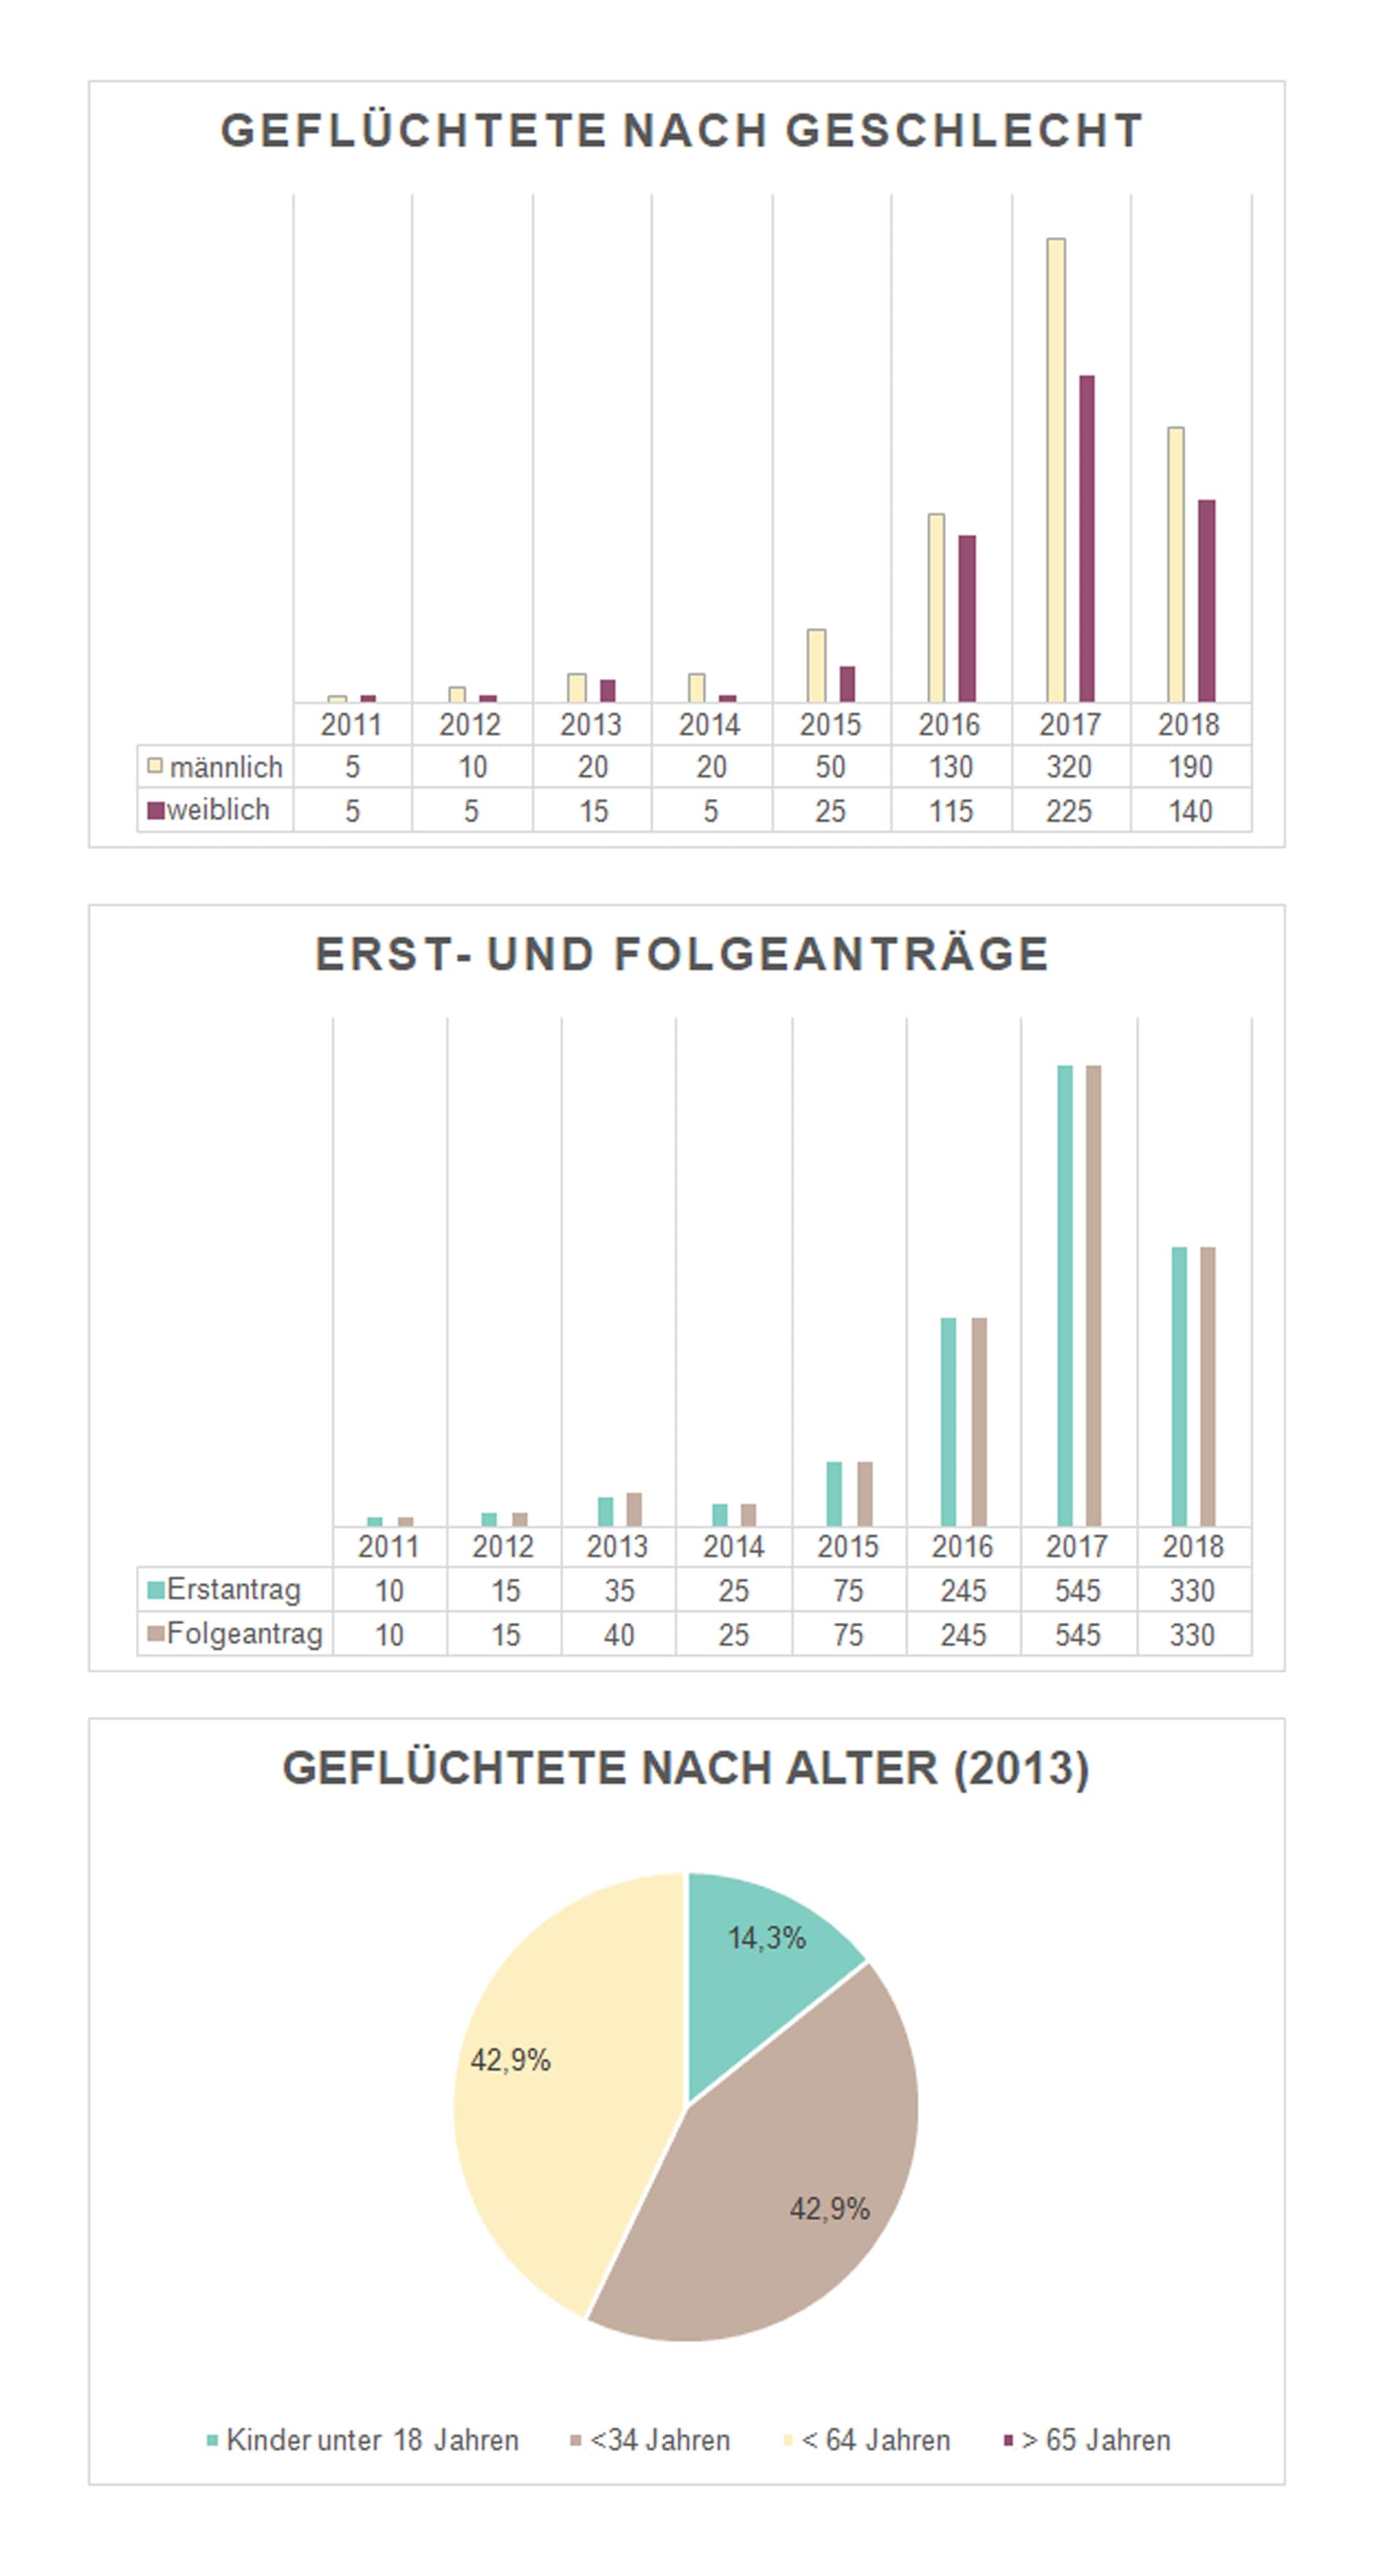 GEFLÜCHTETE NACH GESCHLECHT
2011 2012 2013 2014 2015 2016 2017 2018
männlich 5 10 20 20 50 130 320 190
weiblich 5 5 15 5 25 115 225 140
ERST- UND FOLGEANTRÄGE
2011 2012 2013 2014 2015 2016 2017 2018
Erstantrag 10 15 35 25 75 245 545 330
Folgeantrag 10 15 40 25 75 245 545 330
GEFLÜCHTETE NACH ALTER (2013)
14,3%
42,9%
42,9%
Kinder unter 18 Jahren <34 Jahren < 64 Jahren > 65 Jahren